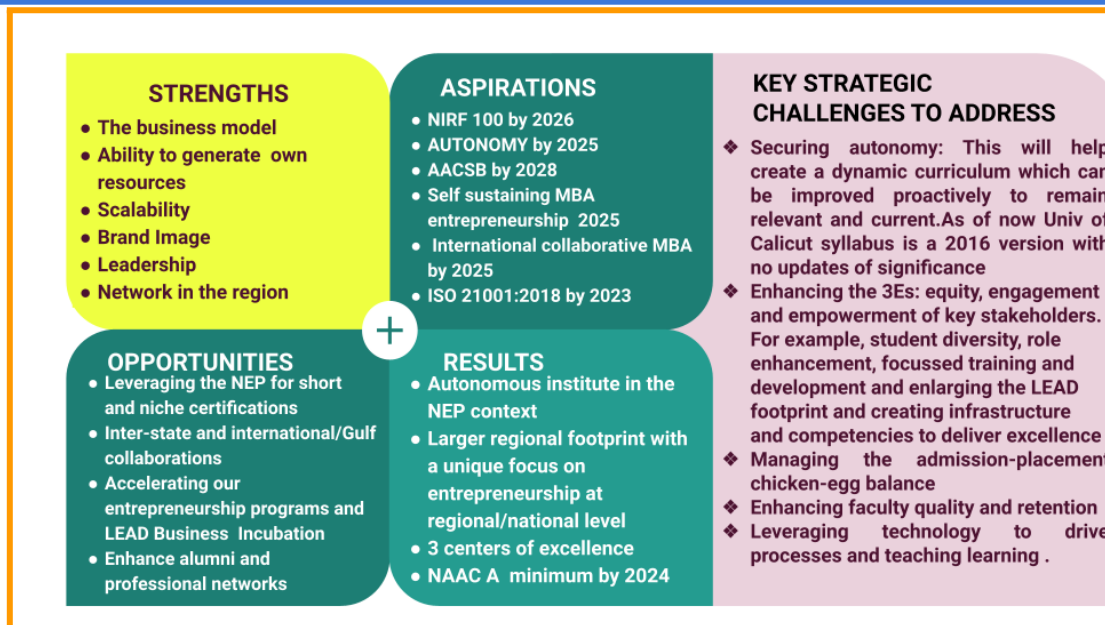 STRENGTHS
● The business model
● Ability to generate own
resources
● Scalability
● Brand Image
● Leadership
● Network in the region
ASPIRATIONS
● NIRF 100 by 2026
● AUTONOMY by 2025
● AACSB by 2028
● Self sustaining MBA
entrepreneurship 2025
● International collaborative MBA
by 2025
● ISO 21001:2018 by 2023
OPPORTUNITIES
● Leveraging the NEP for short
and niche certifications
● Inter-state and international/Gulf
collaborations
● Accelerating our
entrepreneurship programs and
LEAD Business Incubation
● Enhance alumni and
professional networks
RESULTS
● Autonomous institute in the
NEP context
● Larger regional footprint with
a unique focus on
entrepreneurship at
regional/national level
● 3 centers of excellence
● NAAC A minimum by 2024
KEY STRATEGIC
CHALLENGES TO ADDRESS
❖ Securing autonomy: This will help
create a dynamic curriculum which can
be improved proactively to remain
relevant and current.As of now Univ of
Calicut syllabus is a 2016 version with
no updates of significance
❖ Enhancing the 3Es: equity, engagement
and empowerment of key stakeholders.
For example, student diversity, role
enhancement, focussed training and
development and enlarging the LEAD
footprint and creating infrastructure
and competencies to deliver excellence
❖ Managing the admission-placement
chicken-egg balance
❖ Enhancing faculty quality and retention
❖ Leveraging technology to drive
processes and teaching learning .